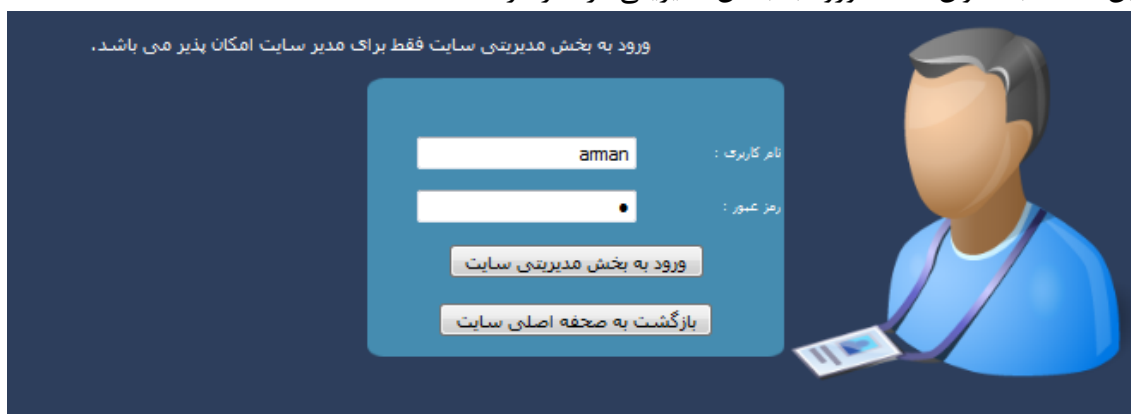 ورود به بخش مدیریتی سایت فقط برای مدیر سایت امکان پذیر می باشد.
نام کاربری : arman
رمز عبور : ●
ورود به بخش مدیریتی سایت
بازگشت به صحفه اصلی سایت